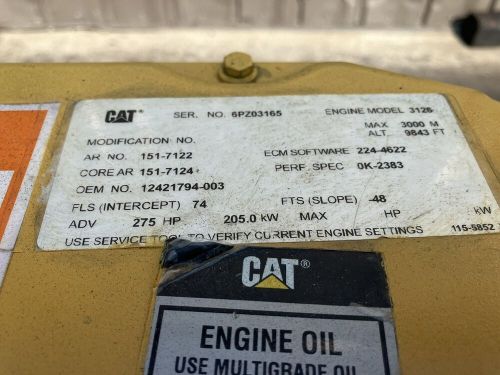 CAT SER. NO. 6PZ03165 ENGINE MODEL 3126
MAX 3000 M
MODIFICATION NO. ALT. 9843 FT
AR NO. 151-7122 ECM SOFTWARE 224-4622
CORE AR 151-7124 PERF. SPEC 0K-2383
OEM NO. 12421794-003
FLS (INTERCEPT) 74 FTS (SLOPE) -48
ADV 275 HP 205.0 kW MAX HP kW
USE SERVICE TOOL TO VERIFY CURRENT ENGINE SETTINGS 115-5852
CAT®
ENGINE OIL
USE MULTIGRADE OIL